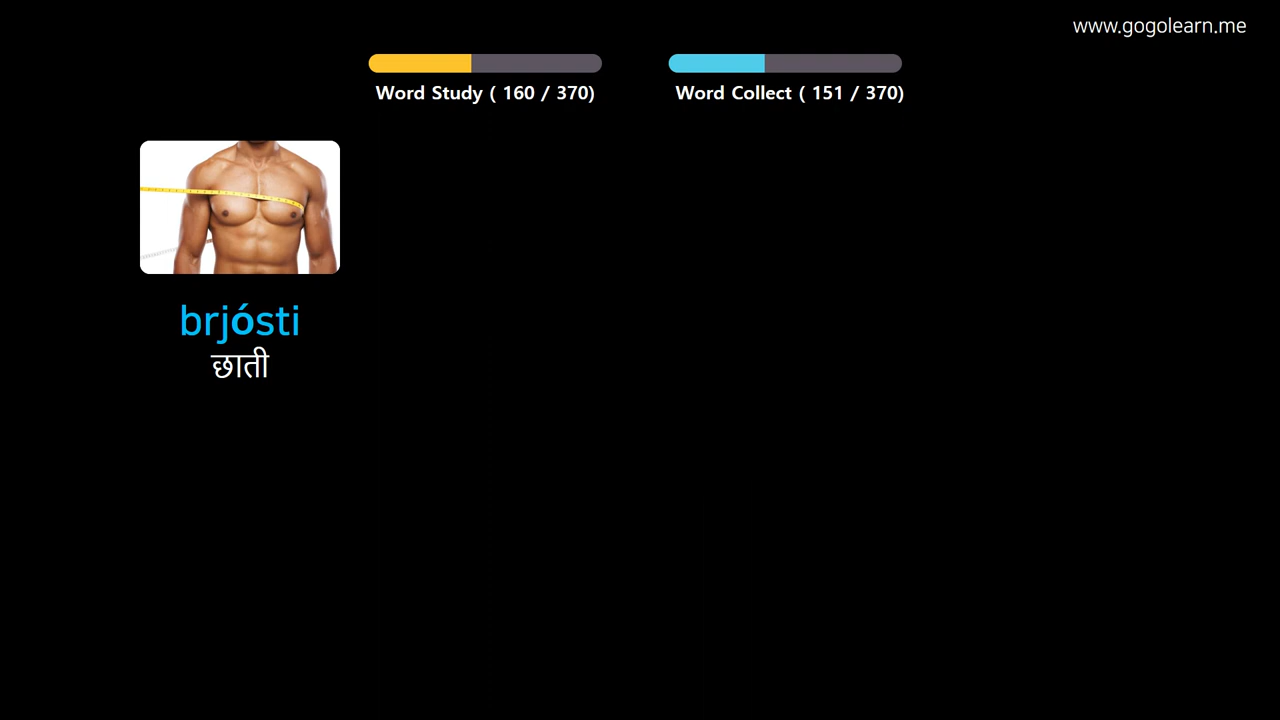 www.gogolearn.me
Word Study ( 160 / 370)
Word Collect ( 151 / 370)
brjósti
छाती